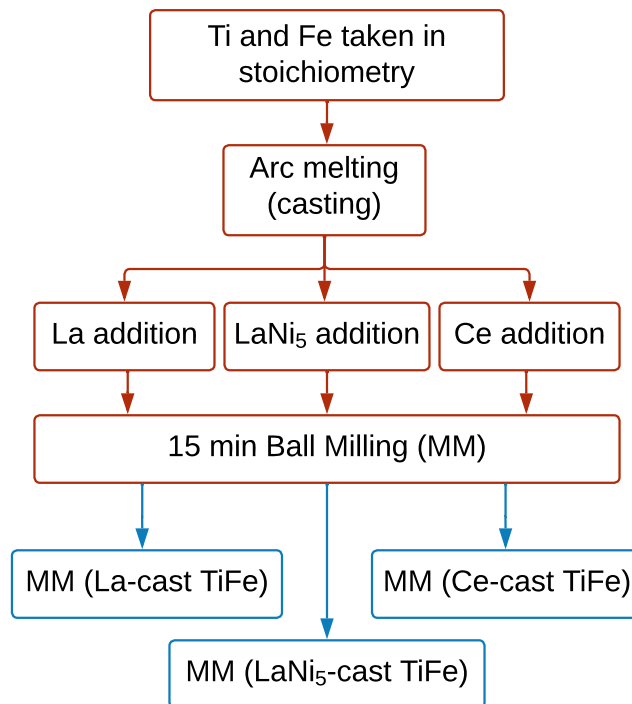 Ti and Fe taken in
stoichiometry
Arc melting
(casting)
La addition
LaNi₅ addition
Ce addition
15 min Ball Milling (MM)
MM (La-cast TiFe)
MM (Ce-cast TiFe)
MM (LaNi₅-cast TiFe)